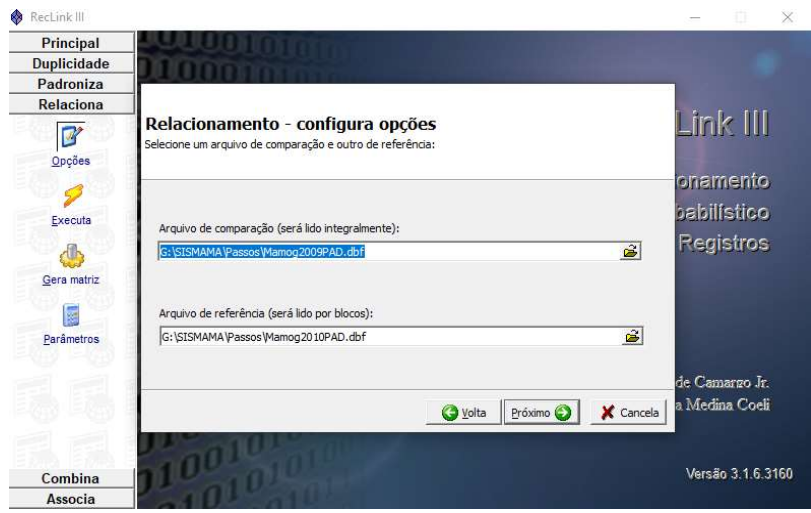 RecLink III
Principal
Duplicidade
Padroniza
Relaciona
Opções
Executa
Gera matriz
Parâmetros
Combina
Associa
Relacionamento - configura opções
Selecione um arquivo de comparação e outro de referência:
Arquivo de comparação (será lido integralmente):
G:\SISMAMA\Passos\Mamog2009PAD.dbf
Arquivo de referência (será lido por blocos):
G:\SISMAMA\Passos\Mamog2010PAD.dbf
Volta
Próximo
Cancela
Link III
onamento
babilístico
Registros
de Camargo Jr.
a Medina Coeli
Versão 3.1.6.3160